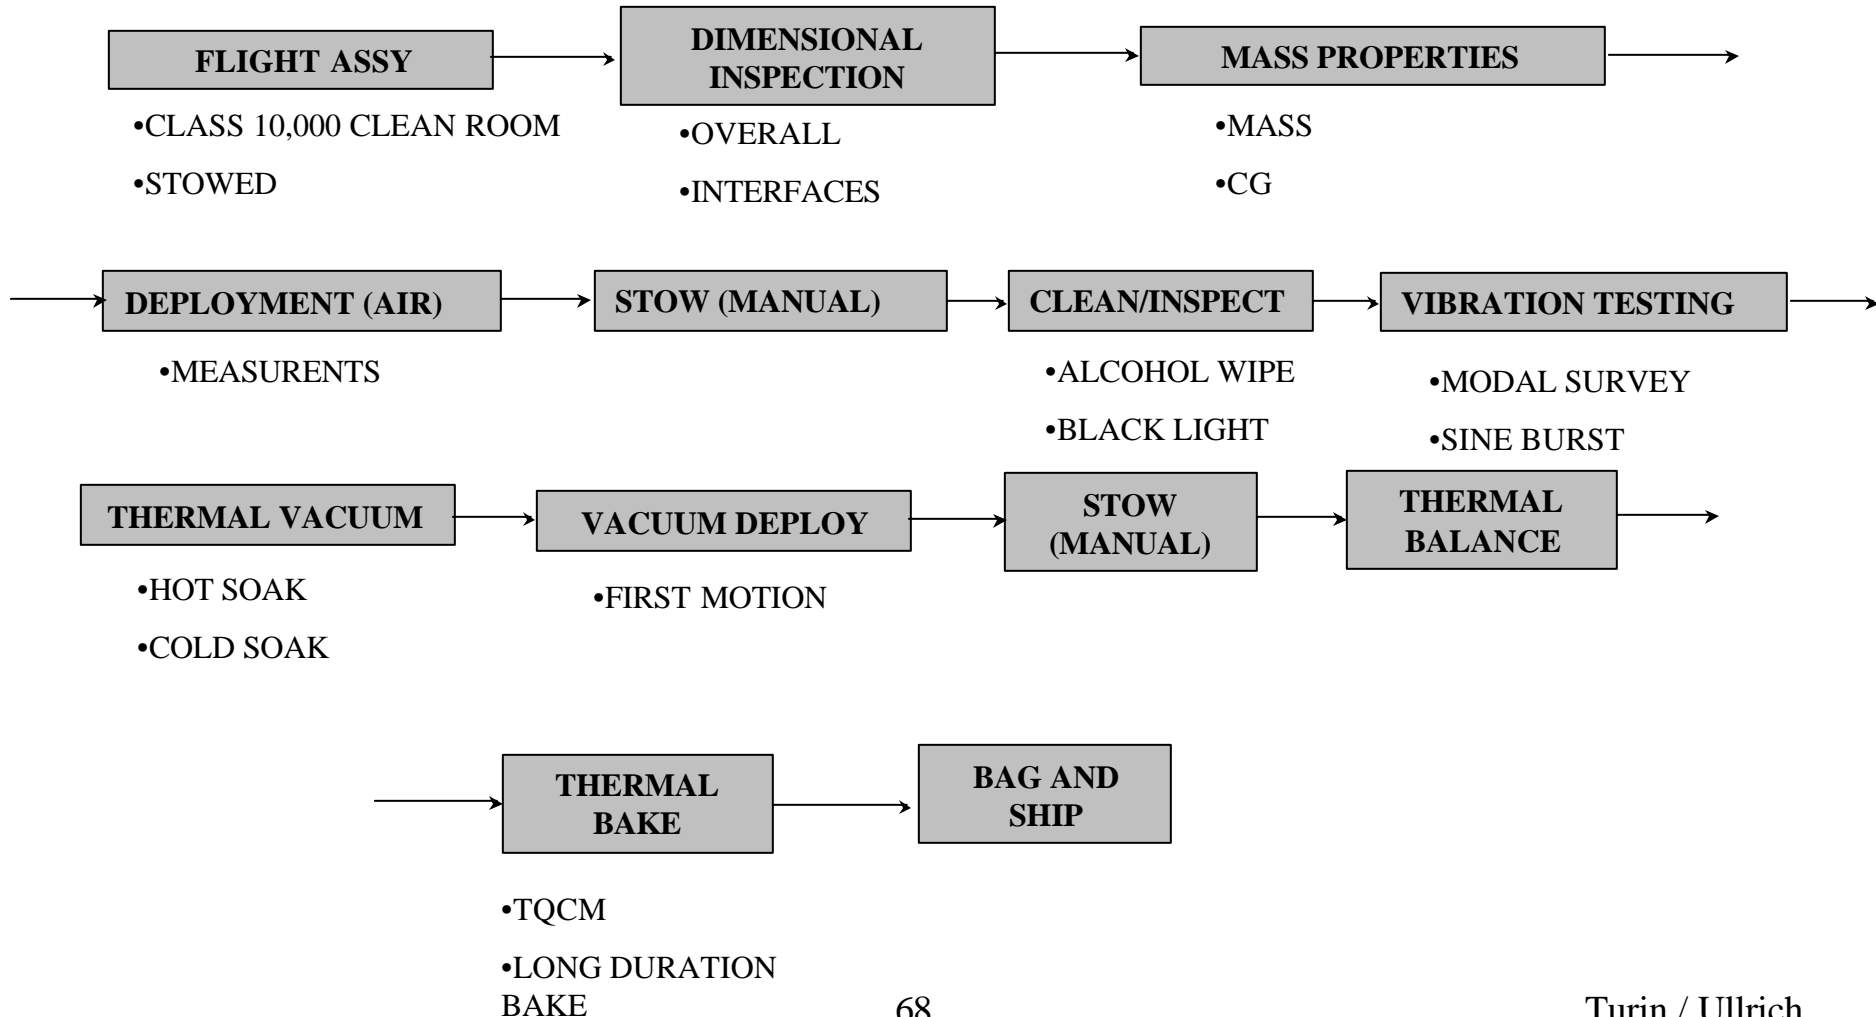 FLIGHT ASSY
•CLASS 10,000 CLEAN ROOM
•STOWED
DIMENSIONAL
INSPECTION
•OVERALL
•INTERFACES
MASS PROPERTIES
•MASS
•CG
DEPLOYMENT (AIR)
•MEASURENTS
STOW (MANUAL)
CLEAN/INSPECT
•ALCOHOL WIPE
•BLACK LIGHT
VIBRATION TESTING
•MODAL SURVEY
•SINE BURST
THERMAL VACUUM
•HOT SOAK
•COLD SOAK
VACUUM DEPLOY
•FIRST MOTION
STOW
(MANUAL)
THERMAL
BALANCE
THERMAL
BAKE
•TQCM
•LONG DURATION
BAKE
BAG AND
SHIP
68
Turin / Ullrich